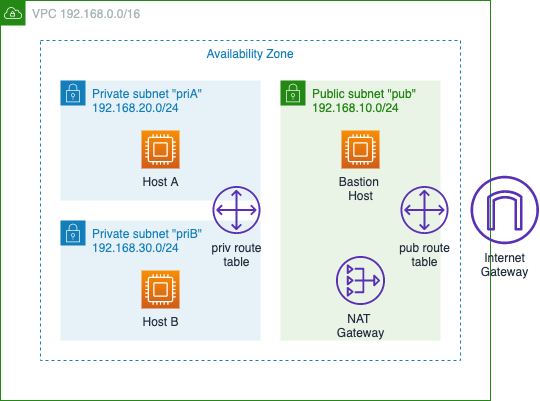 VPC 192.168.0.0/16
Availability Zone
Private subnet "priA"
192.168.20.0/24
Host A
Public subnet "pub"
192.168.10.0/24
Bastion
Host
Private subnet "priB"
192.168.30.0/24
Host B
priv route
table
pub route
table
NAT
Gateway
Internet
Gateway